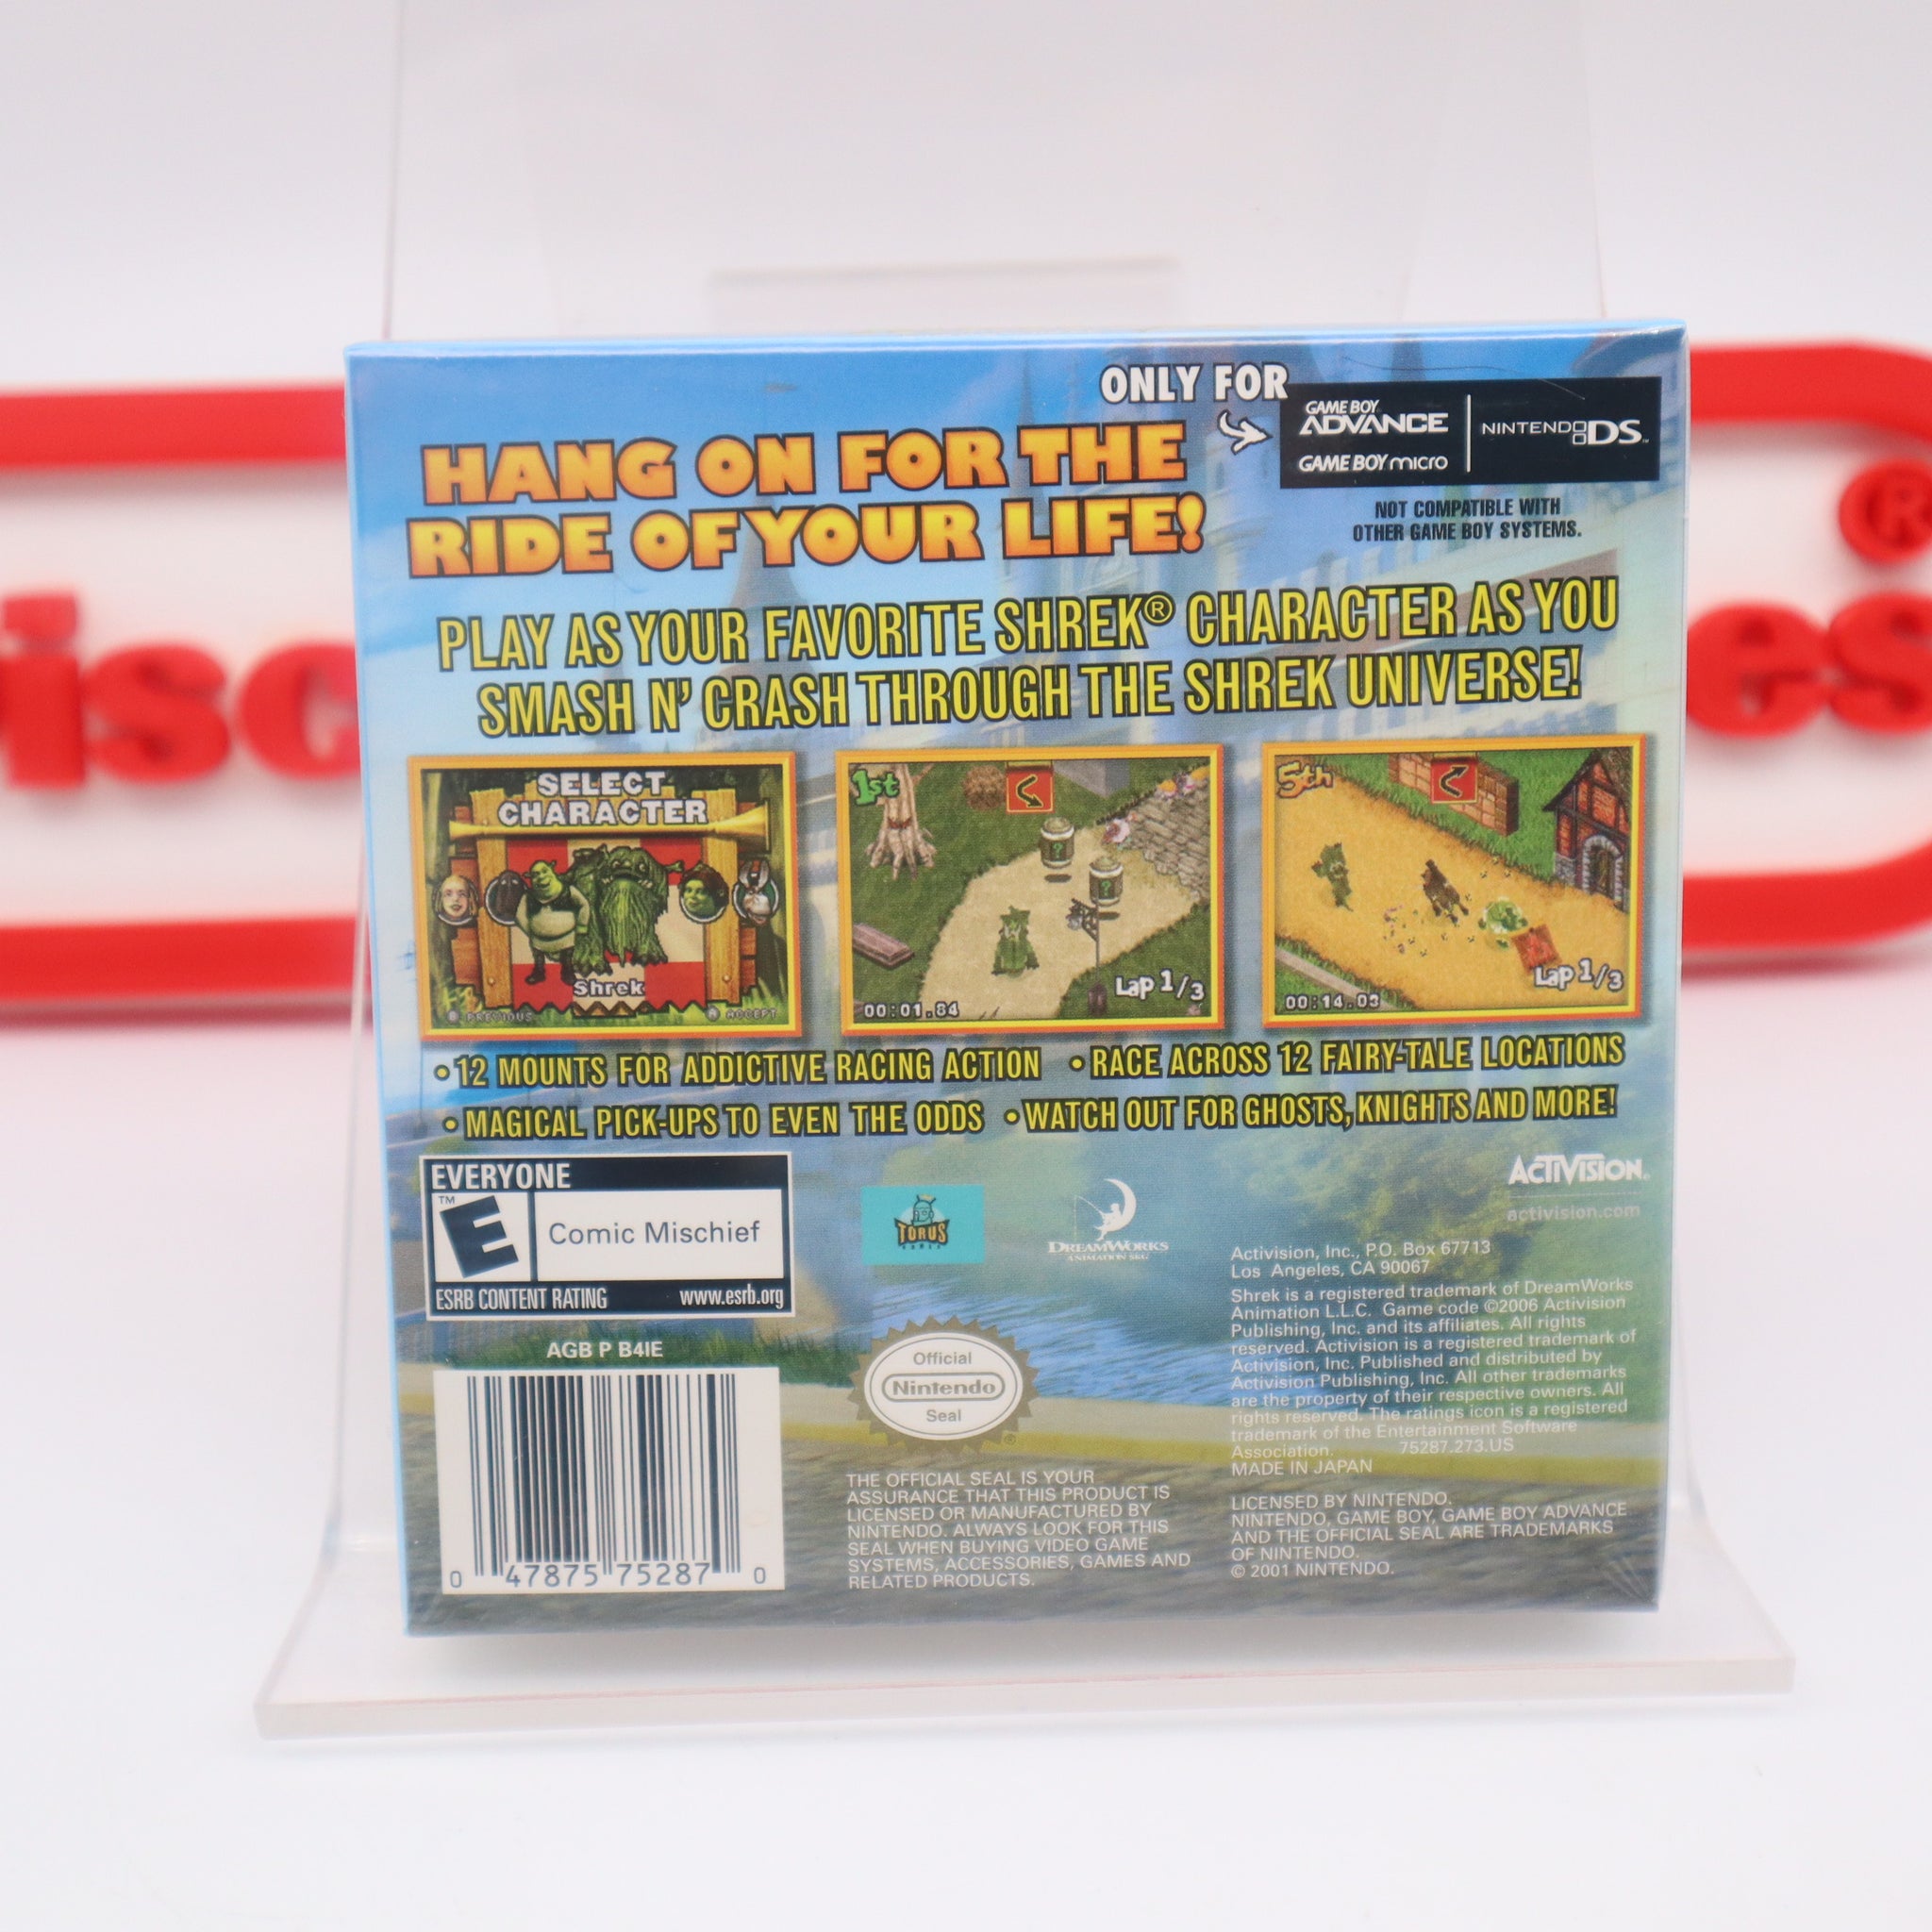 ONLY FOR
GAME BOY ADVANCE
GAME BOY micro
NINTENDO DS™
NOT COMPATIBLE WITH
OTHER GAME BOY SYSTEMS.
HANG ON FOR THE
RIDE OF YOUR LIFE!
PLAY AS YOUR FAVORITE SHREK® CHARACTER AS YOU
SMASH N' CRASH THROUGH THE SHREK UNIVERSE!
SELECT
CHARACTER
Shrek
PREVIOUS
ACCEPT
1st
?
?
Lap 1/3
00:01.84
5th
Lap 1/3
00:14.03
• 12 MOUNTS FOR ADDICTIVE RACING ACTION • RACE ACROSS 12 FAIRY-TALE LOCATIONS
• MAGICAL PICK-UPS TO EVEN THE ODDS • WATCH OUT FOR GHOSTS, KNIGHTS AND MORE!
EVERYONE
™
E
Comic Mischief
ESRB CONTENT RATING www.esrb.org
TORUS
GAMES
DREAMWORKS
ANIMATION SKG
ACTIVISION®
activision.com
Activision, Inc., P.O. Box 67713
Los Angeles, CA 90067
Shrek is a registered trademark of DreamWorks
Animation L.L.C. Game code ©2006 Activision
Publishing, Inc. and its affiliates. All rights
reserved. Activision is a registered trademark of
Activision, Inc. Published and distributed by
Activision Publishing, Inc. All other trademarks
are the property of their respective owners. All
rights reserved. The ratings icon is a registered
trademark of the Entertainment Software
Association. 75287.273.US
MADE IN JAPAN
LICENSED BY NINTENDO.
NINTENDO, GAME BOY, GAME BOY ADVANCE
AND THE OFFICIAL SEAL ARE TRADEMARKS
OF NINTENDO.
© 2001 NINTENDO.
AGB P B4IE
0 47875 75287 0
Official
Nintendo
Seal
®
THE OFFICIAL SEAL IS YOUR
ASSURANCE THAT THIS PRODUCT IS
LICENSED OR MANUFACTURED BY
NINTENDO. ALWAYS LOOK FOR THIS
SEAL WHEN BUYING VIDEO GAME
SYSTEMS, ACCESSORIES, GAMES AND
RELATED PRODUCTS.
isc
es
®